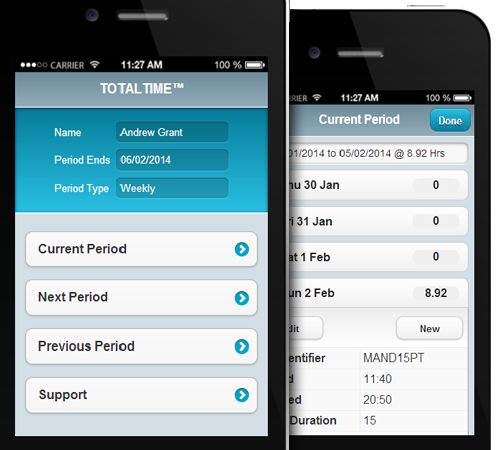 CARRIER 11:27 AM 100 %
TOTALTIME™
Name Andrew Grant
Period Ends 06/02/2014
Period Type Weekly
Current Period
Next Period
Previous Period
Support
RIER 11:27 AM 100 %
Current Period Done
01/2014 to 05/02/2014 @ 8.92 Hrs
hu 30 Jan 0
ri 31 Jan 0
at 1 Feb 0
un 2 Feb 8.92
dit New
entifier MAND15PT
d 11:40
ed 20:50
Duration 15